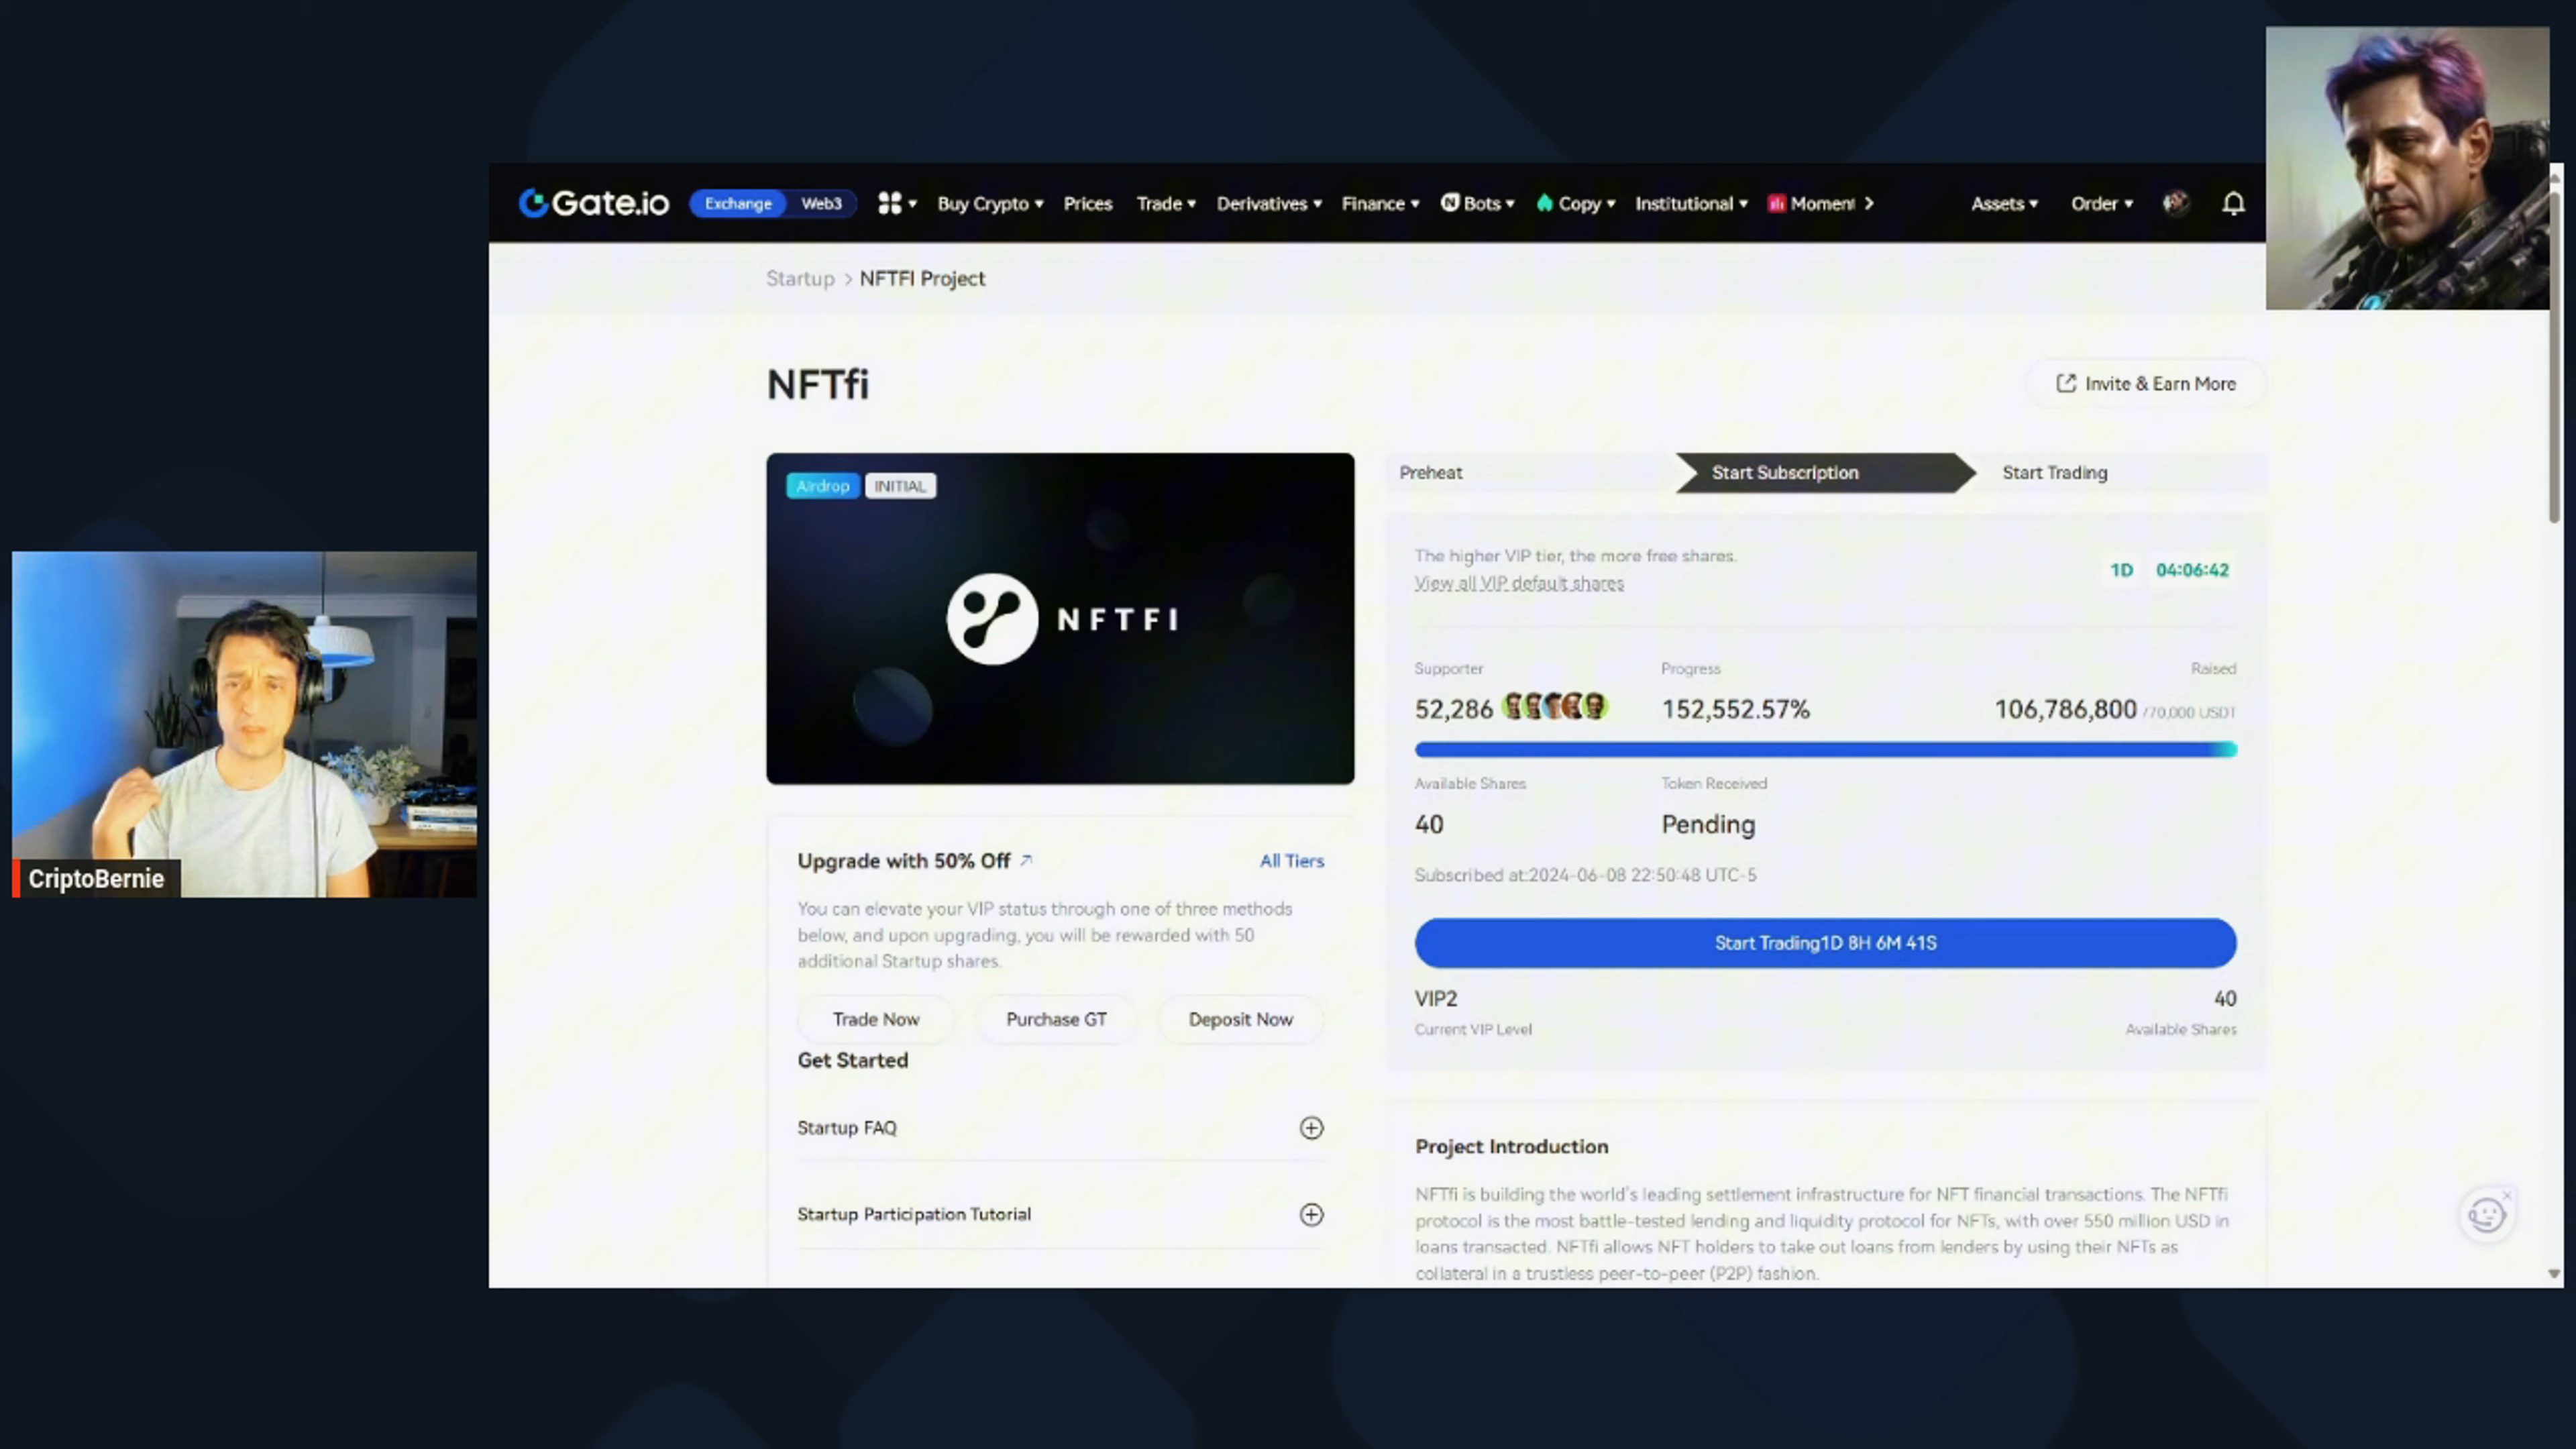 Gate.io Exchange Web3 Buy Crypto Prices Trade Derivatives Finance Bots Copy Institutional Moment Assets Order
Startup > NFTFI Project
NFTfi
Invite & Earn More
Airdrop INITIAL
NFTFI
Preheat Start Subscription Start Trading
The higher VIP tier, the more free shares.
View all VIP default shares
1D 04:06:42
Supporter Progress Raised
52,286 152,552.57% 106,786,800 /70,000 USDT
Available Shares Token Received
40 Pending
Subscribed at:2024-06-08 22:50:48 UTC-5
Start Trading1D 8H 6M 41S
VIP2 40
Current VIP Level Available Shares
Upgrade with 50% Off All Tiers
You can elevate your VIP status through one of three methods
below, and upon upgrading, you will be rewarded with 50
additional Startup shares.
Trade Now Purchase GT Deposit Now
Get Started
Startup FAQ
Startup Participation Tutorial
Project Introduction
NFTfi is building the world's leading settlement infrastructure for NFT financial transactions. The NFTfi
protocol is the most battle-tested lending and liquidity protocol for NFTs, with over 550 million USD in
loans transacted. NFTfi allows NFT holders to take out loans from lenders by using their NFTs as
collateral in a trustless peer-to-peer (P2P) fashion.
CriptoBernie